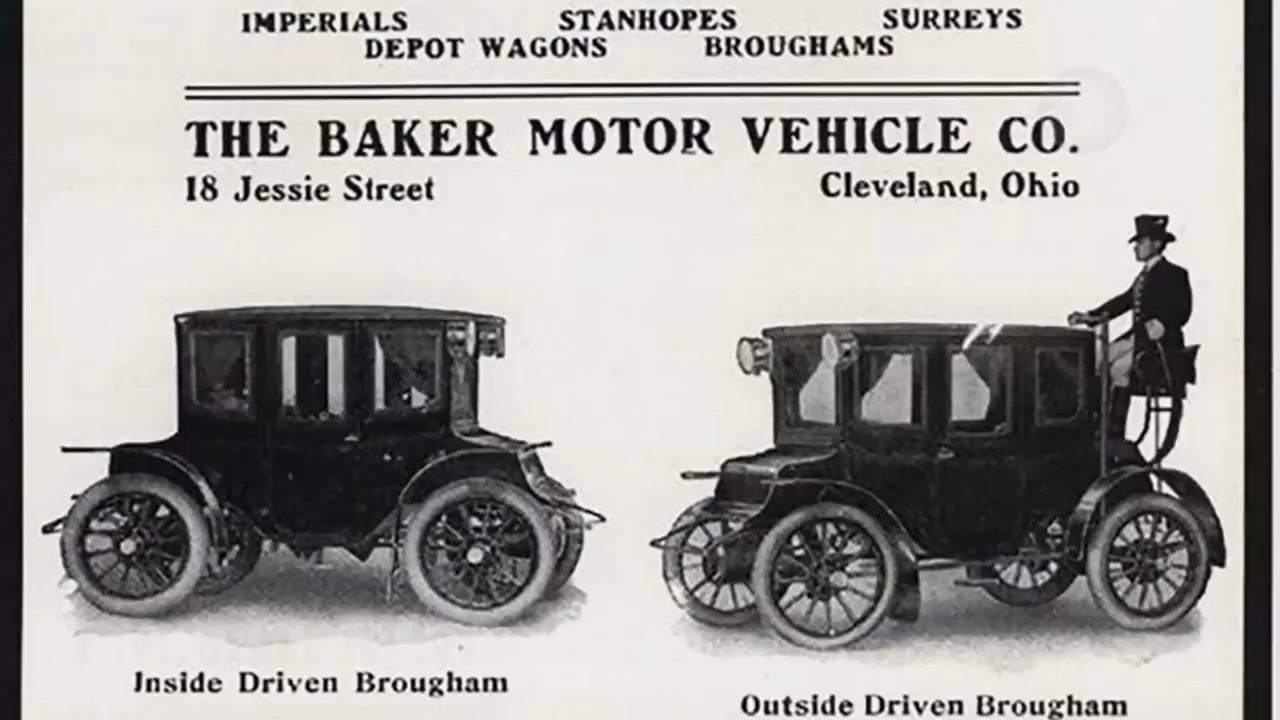 IMPERIALS STANHOPES SURREYS
DEPOT WAGONS BROUGHAMS
THE BAKER MOTOR VEHICLE CO.
18 Jessie Street Cleveland, Ohio
Inside Driven Brougham
Outside Driven Brougham